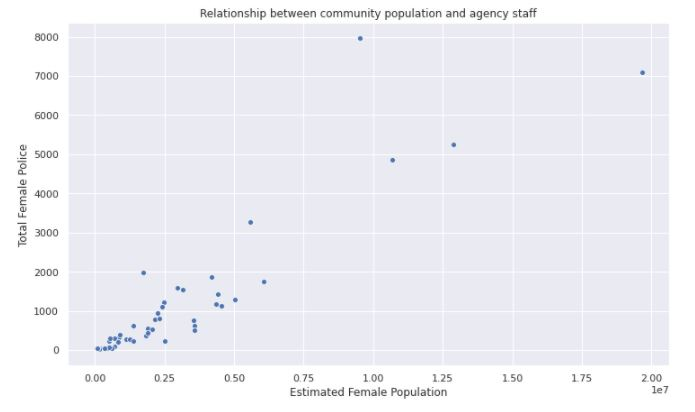 Relationship between community population and agency staff
8000
7000
6000
5000
4000
3000
2000
1000
0
Total Female Police
0.00 0.25 0.50 0.75 1.00 1.25 1.50 1.75 2.00
1e7
Estimated Female Population